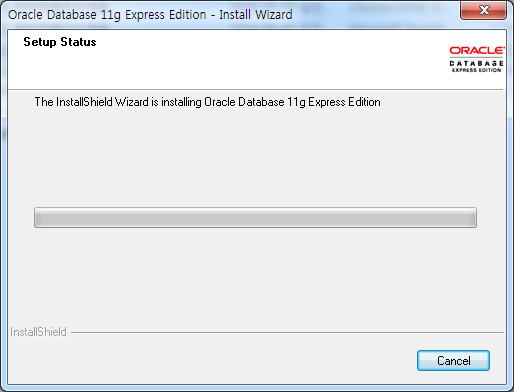 Oracle Database 11g Express Edition - Install Wizard
Setup Status
ORACLE
DATABASE
EXPRESS EDITION
The InstallShield Wizard is installing Oracle Database 11g Express Edition
InstallShield
Cancel